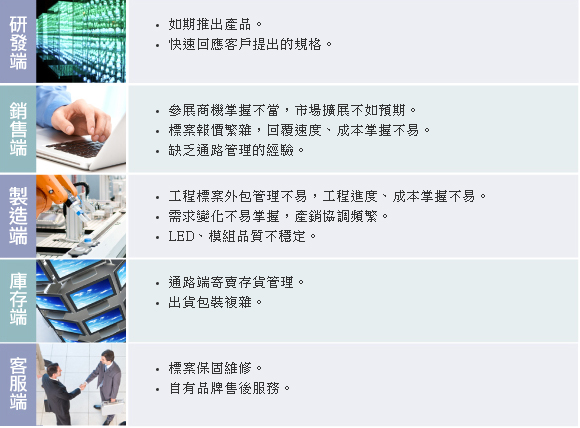 研發端
• 如期推出產品。
• 快速回應客戶提出的規格。
銷售端
• 參展商機掌握不當，市場擴展不如預期。
• 標案報價繁雜，回覆速度、成本掌握不易。
• 缺乏通路管理的經驗。
製造端
• 工程標案外包管理不易，工程進度、成本掌握不易。
• 需求變化不易掌握，產銷協調頻繁。
• LED、模組品質不穩定。
庫存端
• 通路端寄賣存貨管理。
• 出貨包裝複雜。
客服端
• 標案保固維修。
• 自有品牌售後服務。